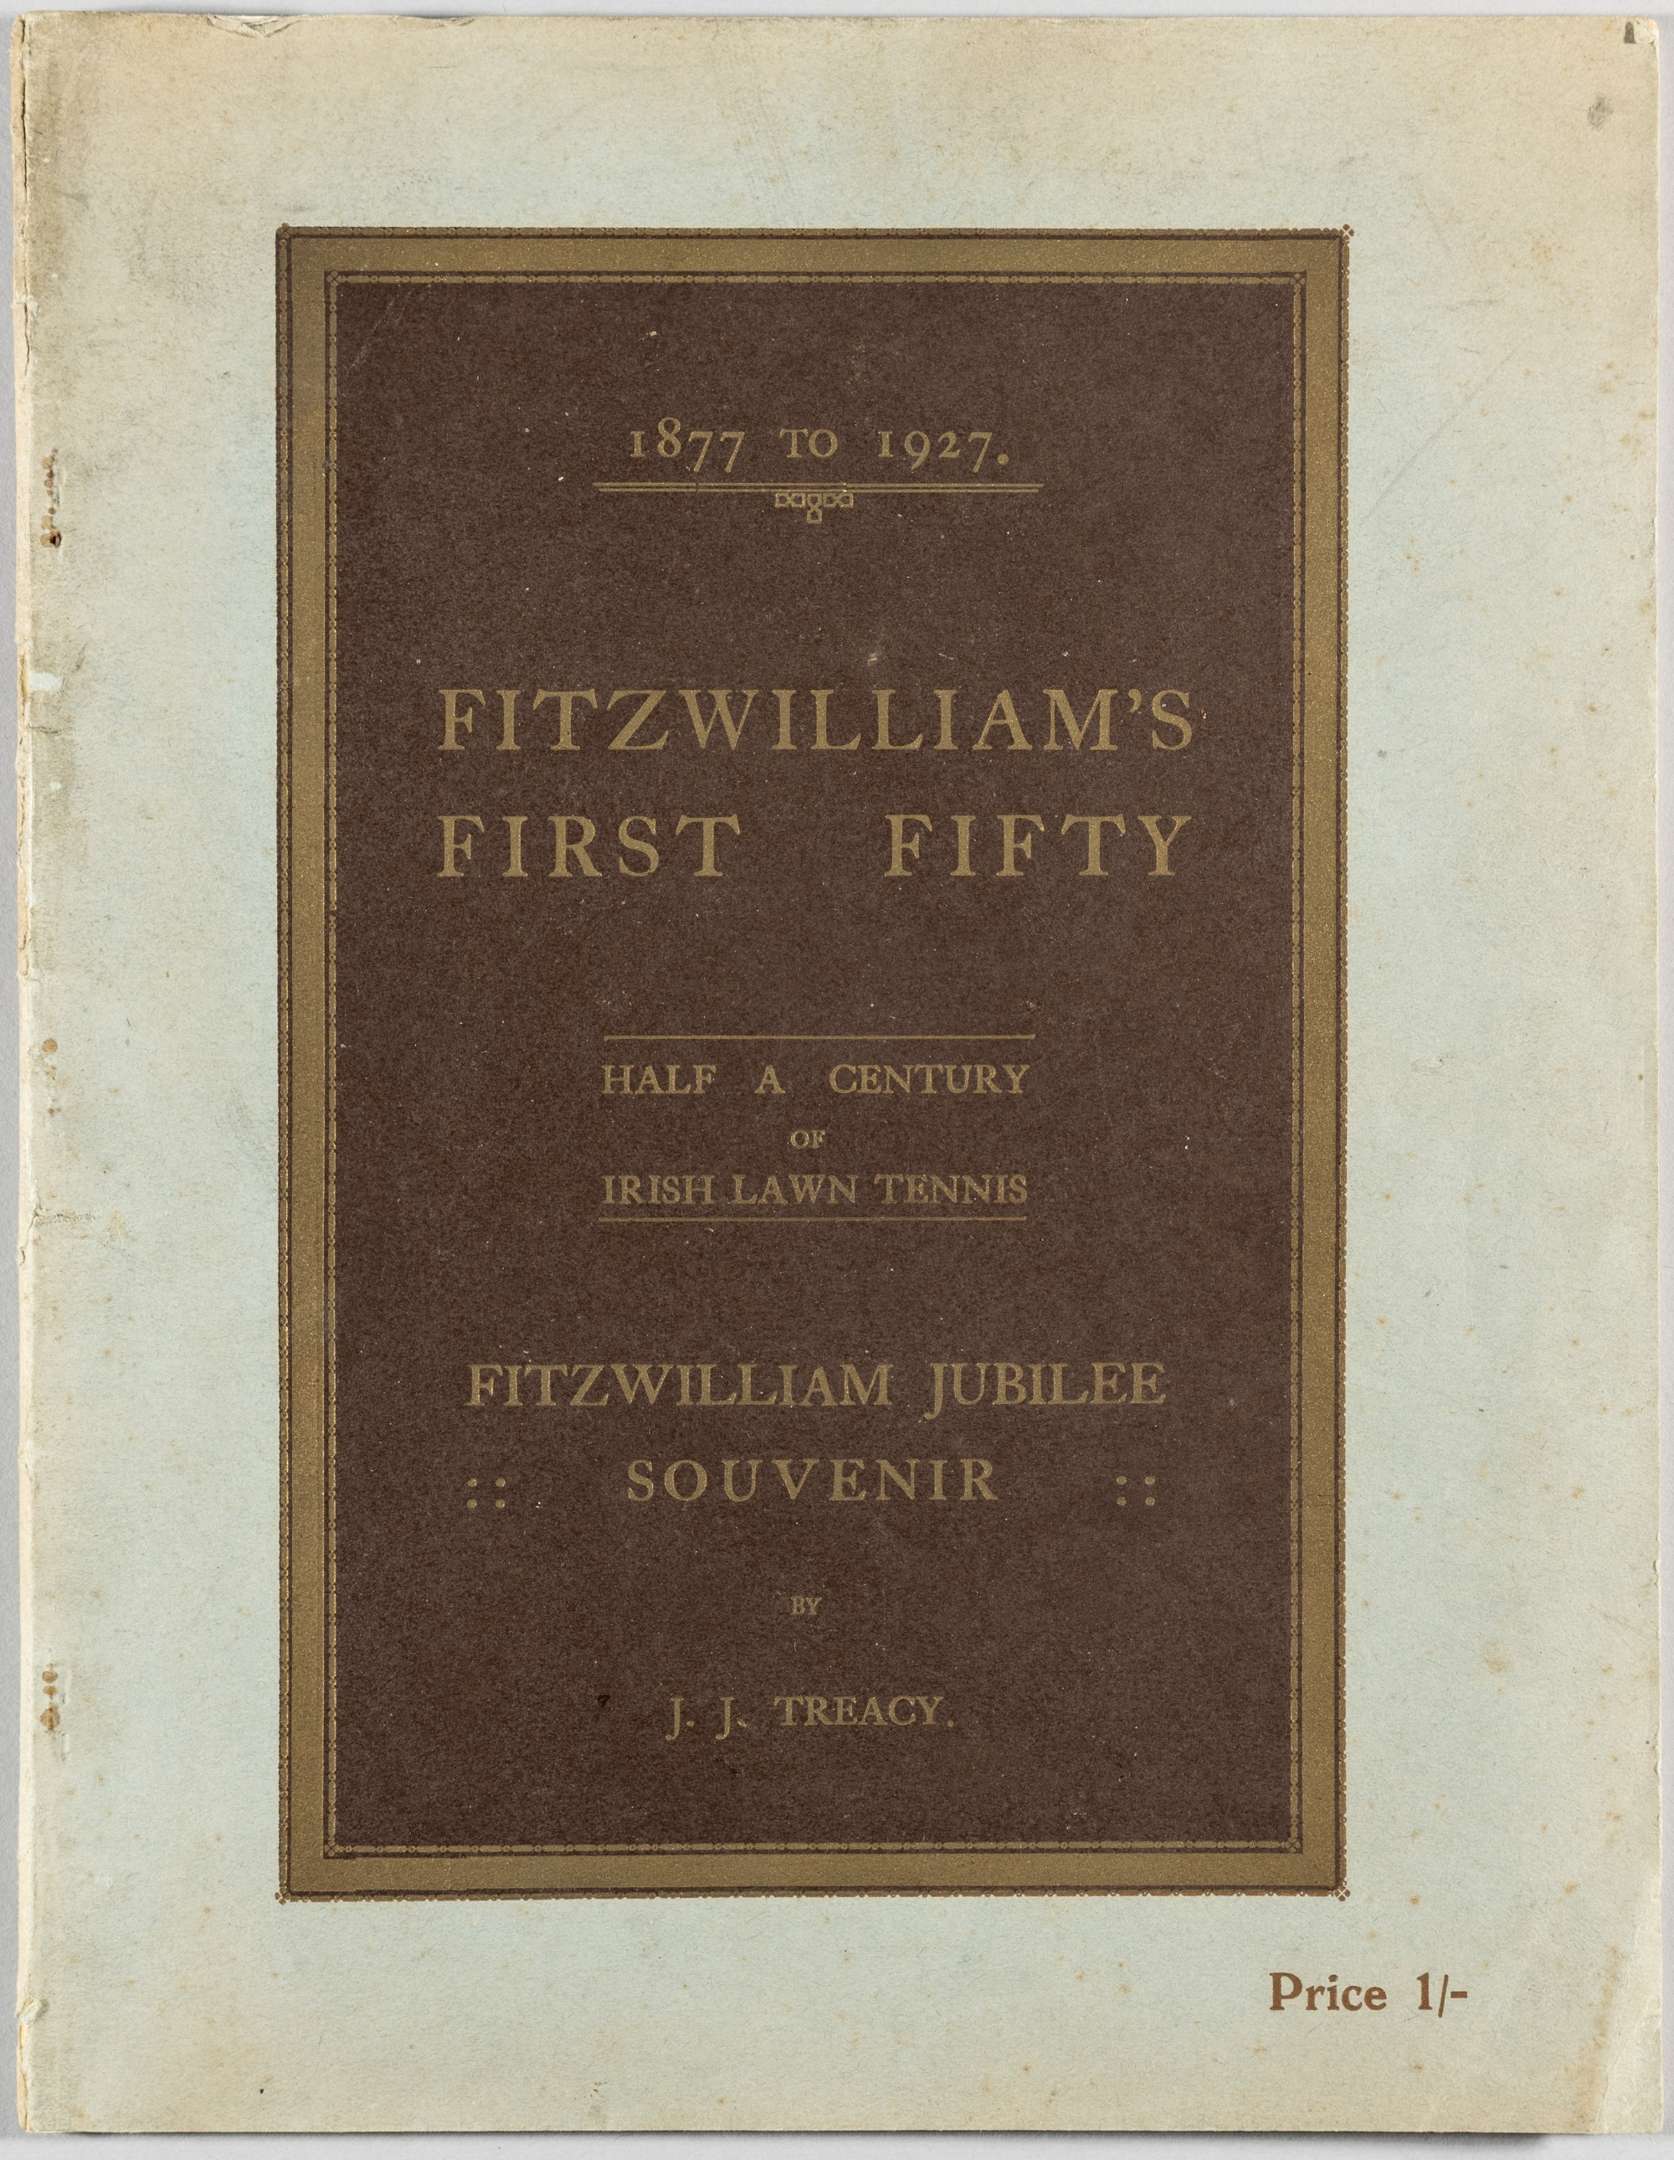 1877 TO 1927.
FITZWILLIAM'S
FIRST FIFTY
HALF A CENTURY
OF
IRISH LAWN TENNIS
FITZWILLIAM JUBILEE
:: SOUVENIR ::
BY
J. J. TREACY.
Price 1/-